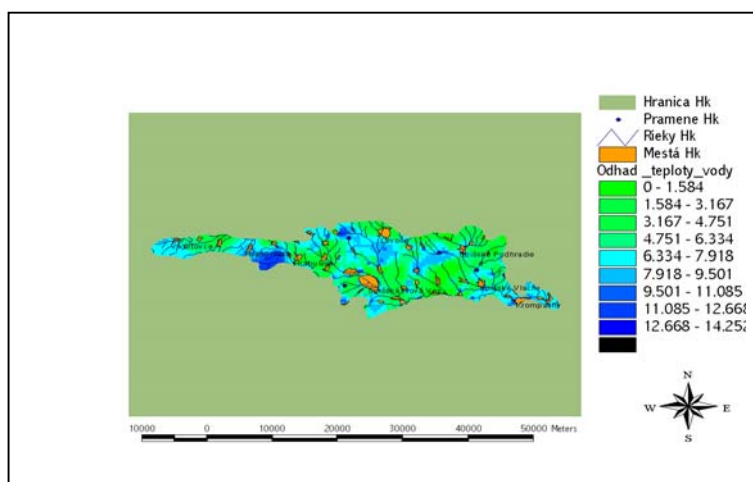 Hranica Hk
Pramene Hk
Rieky Hk
Mestá Hk
Odhad _teploty_vody
0 - 1.584
1.584 - 3.167
3.167 - 4.751
4.751 - 6.334
6.334 - 7.918
7.918 - 9.501
9.501 - 11.085
11.085 - 12.668
12.668 - 14.252
Podhradie
Krompachy
N
W E
S
10000 0 10000 20000 30000 40000 50000 Meters